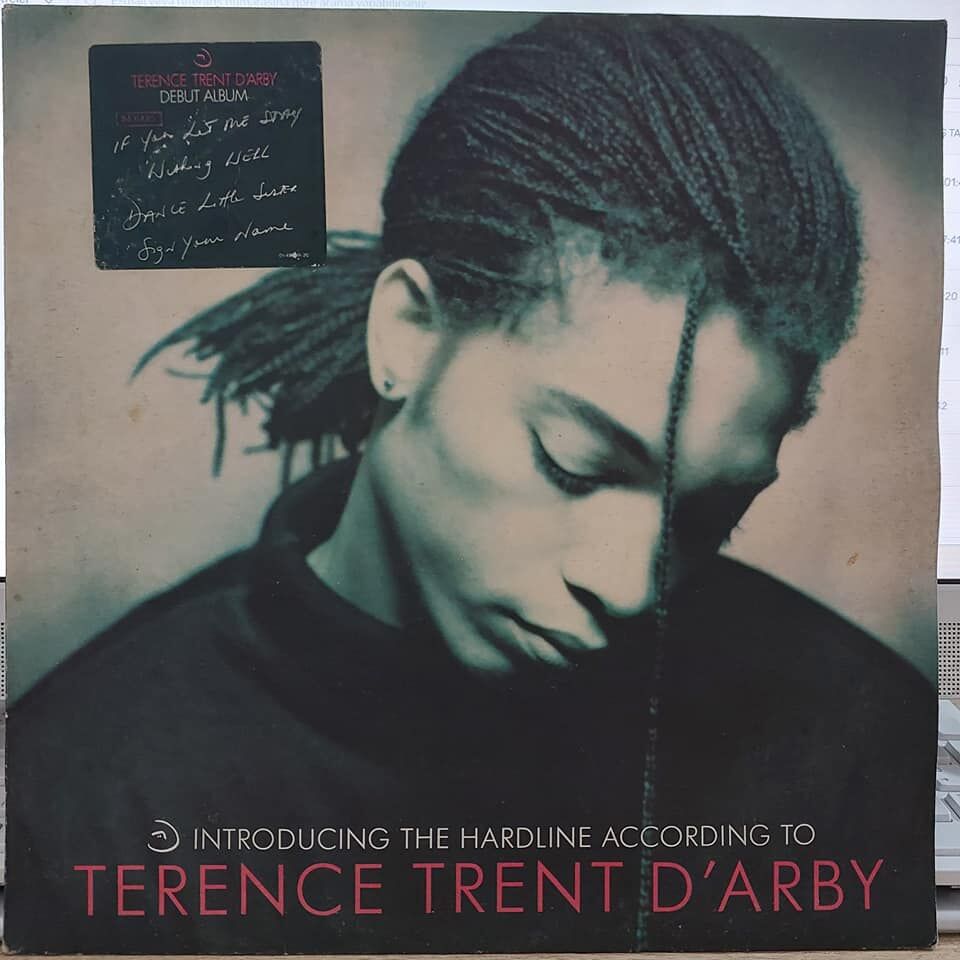 TERENCE TRENT D'ARBY
DEBUT ALBUM
INCLUDES
IF You LET ME STAY
Wishing WELL
DANCE Little SISTER
Sign Your Name
INTRODUCING THE HARDLINE ACCORDING TO
TERENCE TRENT D'ARBY